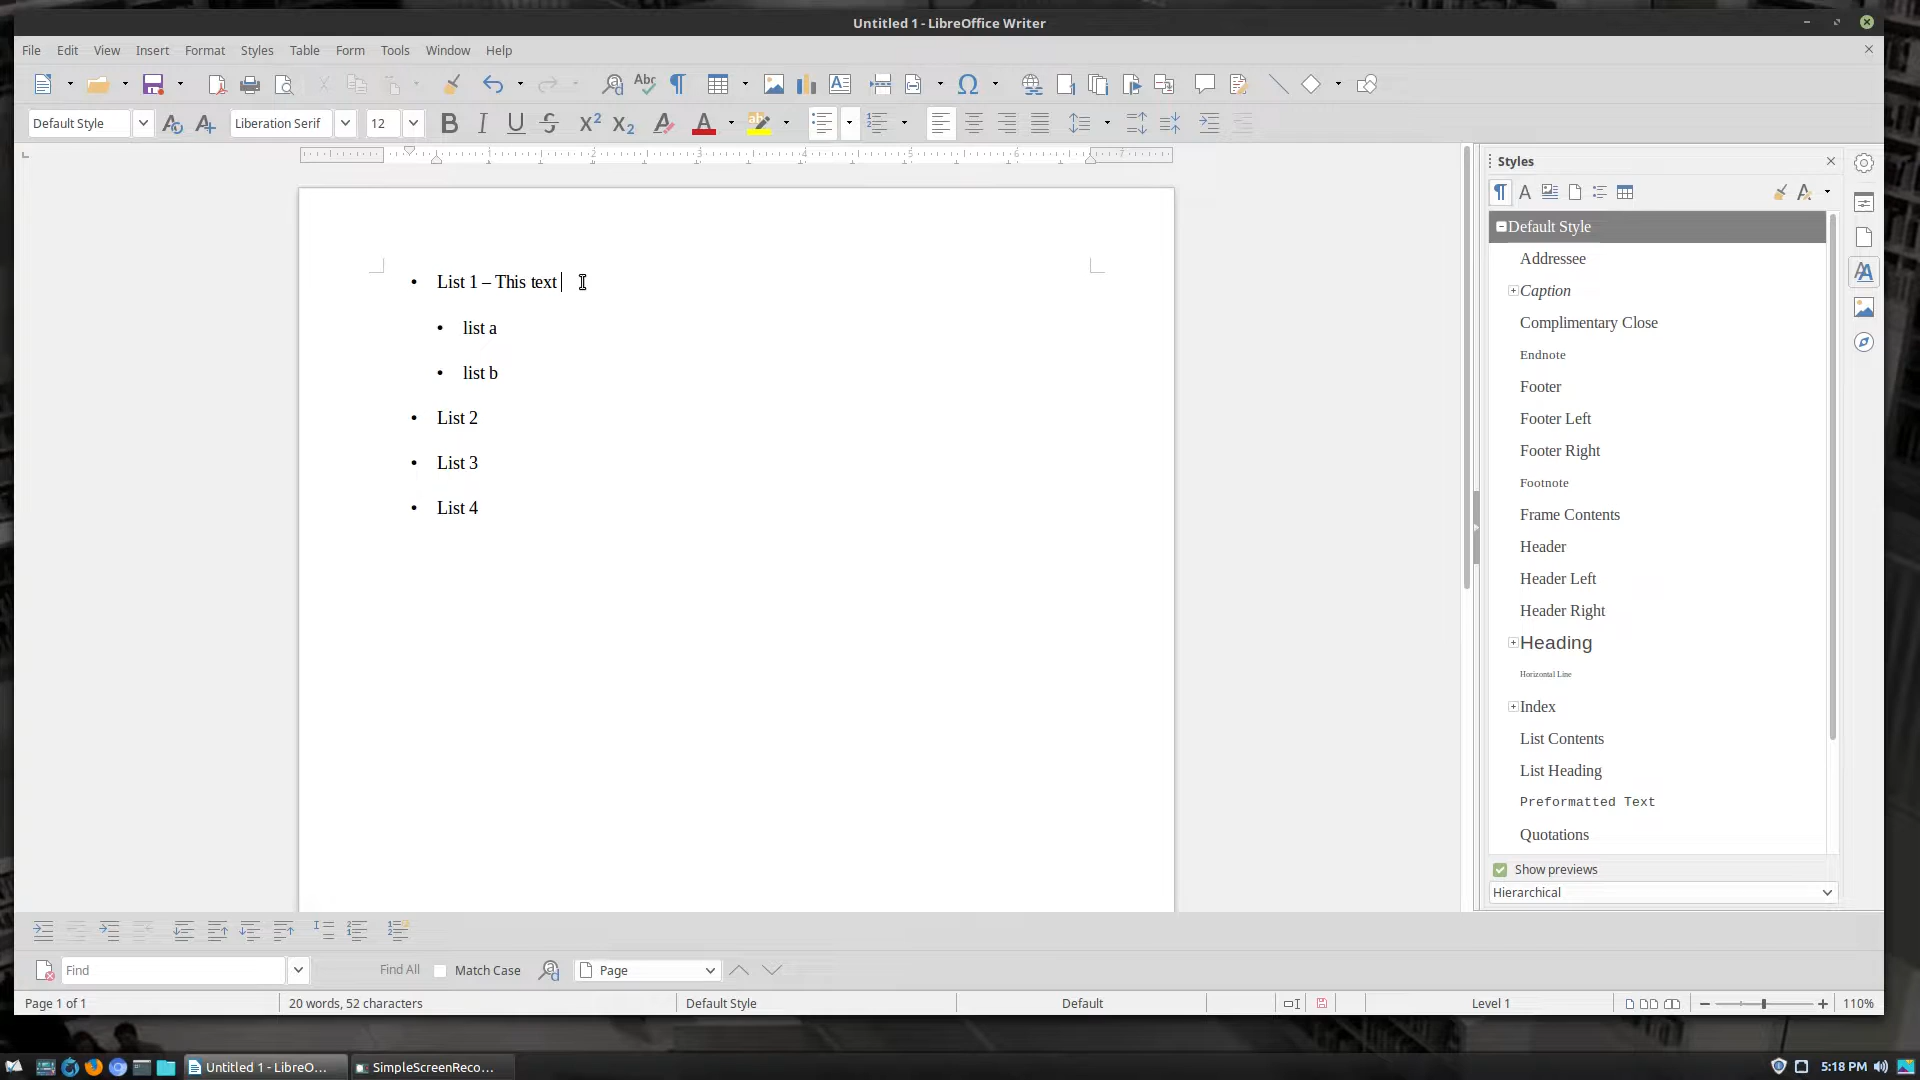 Untitled 1 - LibreOffice Writer
File Edit View Insert Format Styles Table Form Tools Window Help
Default Style Liberation Serif 12
Styles
Default Style
Addressee
Caption
Complimentary Close
Endnote
Footer
Footer Left
Footer Right
Footnote
Frame Contents
Header
Header Left
Header Right
Heading
Horizontal Line
Index
List Contents
List Heading
Preformatted Text
Quotations
Show previews
Hierarchical
• List 1 – This text
• list a
• list b
• List 2
• List 3
• List 4
Find Find All Match Case Page
Page 1 of 1 20 words, 52 characters Default Style Default Level 1 110%
Untitled 1 - LibreO... SimpleScreenReco... 5:18 PM